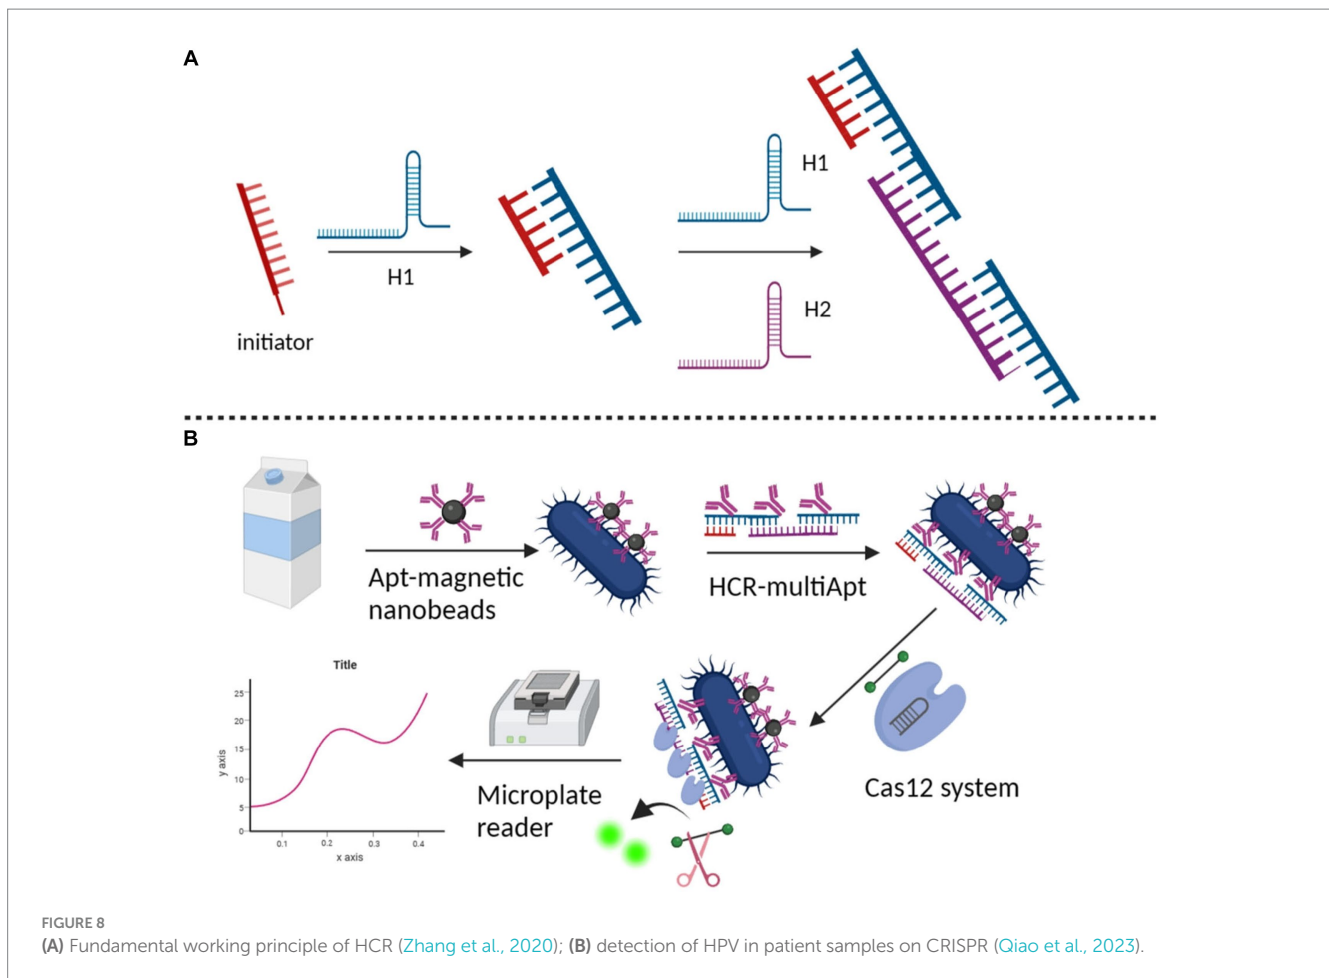 A
H1
H1
H2
initiator
B
Apt-magnetic
nanobeads
HCR-multiApt
Cas12 system
Microplate
reader
Title
y axis
25
20
15
10
5
0
0.1 0.2 0.3 0.4
x axis
FIGURE 8
(A) Fundamental working principle of HCR (Zhang et al., 2020); (B) detection of HPV in patient samples on CRISPR (Qiao et al., 2023).